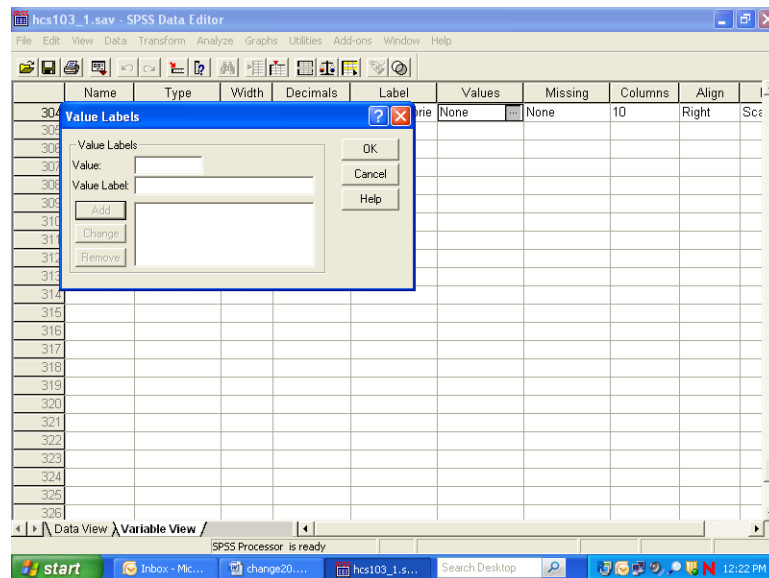 hcs103_1.sav - SPSS Data Editor
File Edit View Data Transform Analyze Graphs Utilities Add-ons Window Help
Name Type Width Decimals Label Values Missing Columns Align
304 Value Labels brie None ... None 10 Right Sca
305
306 Value Labels OK
307 Value:
Cancel
308 Value Label:
309 Add Help
310
311 Change
312 Remove
313
314
315
316
317
318
319
320
321
322
323
324
325
326
Data View Variable View
SPSS Processor is ready
start Inbox - Mic... change20.... hcs103_1.s... Search Desktop N 12:22 PM